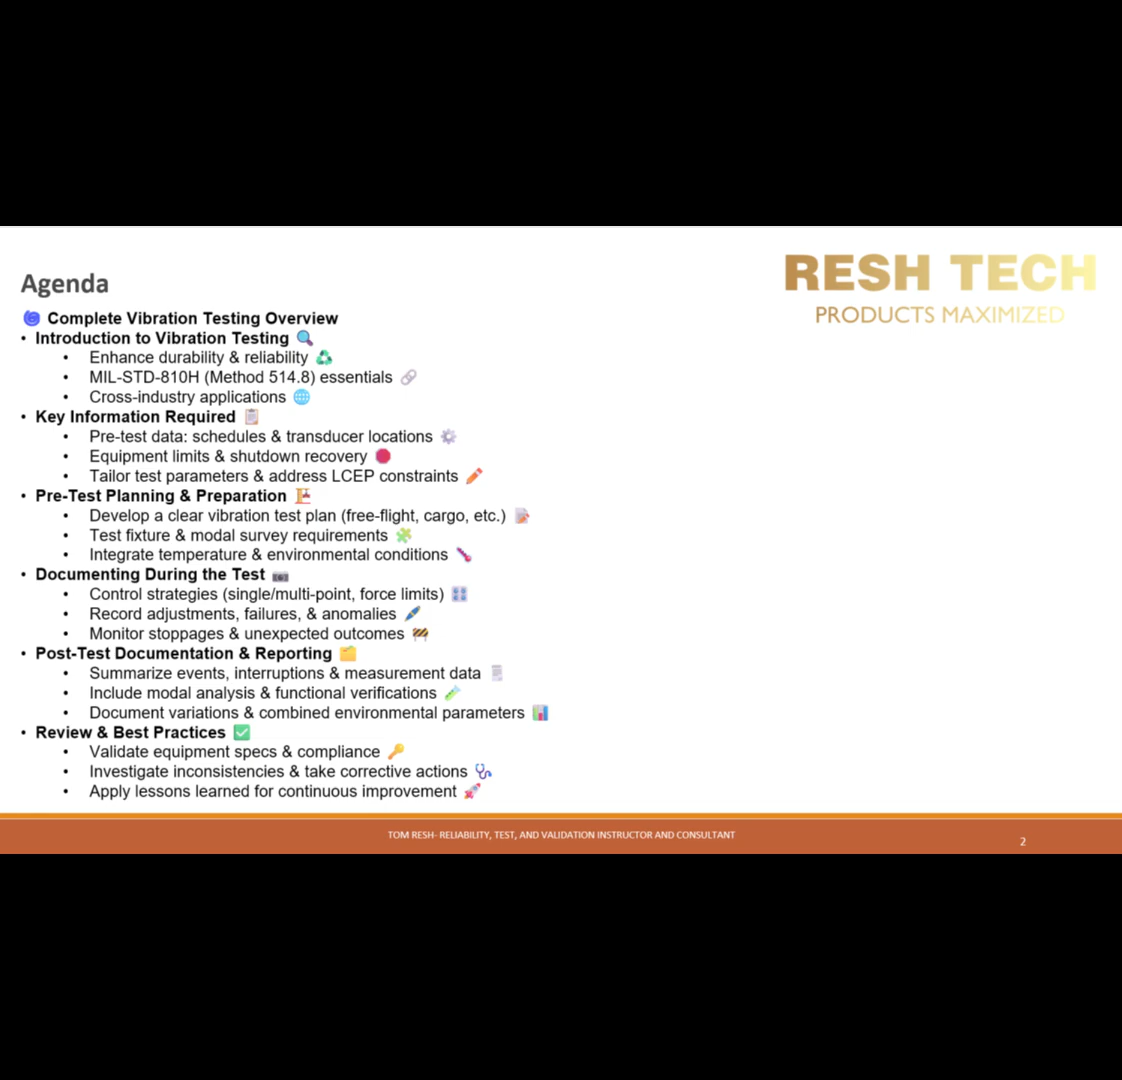 RESH TECH
PRODUCTS MAXIMIZED
Agenda
🌀 Complete Vibration Testing Overview
• Introduction to Vibration Testing 🔍
• Enhance durability & reliability ♻️
• MIL-STD-810H (Method 514.8) essentials 🔗
• Cross-industry applications 🌐
• Key Information Required 📋
• Pre-test data: schedules & transducer locations ⚙️
• Equipment limits & shutdown recovery 🛑
• Tailor test parameters & address LCEP constraints ✏️
• Pre-Test Planning & Preparation 🏗️
• Develop a clear vibration test plan (free-flight, cargo, etc.) 📝
• Test fixture & modal survey requirements 🧩
• Integrate temperature & environmental conditions 🌡️
• Documenting During the Test 📷
• Control strategies (single/multi-point, force limits) 🎛️
• Record adjustments, failures, & anomalies 🖊️
• Monitor stoppages & unexpected outcomes 🚧
• Post-Test Documentation & Reporting 🗂️
• Summarize events, interruptions & measurement data 🧾
• Include modal analysis & functional verifications 🧪
• Document variations & combined environmental parameters 📊
• Review & Best Practices ✅
• Validate equipment specs & compliance 🔑
• Investigate inconsistencies & take corrective actions 🩺
• Apply lessons learned for continuous improvement 🚀
TOM RESH- RELIABILITY, TEST, AND VALIDATION INSTRUCTOR AND CONSULTANT
2